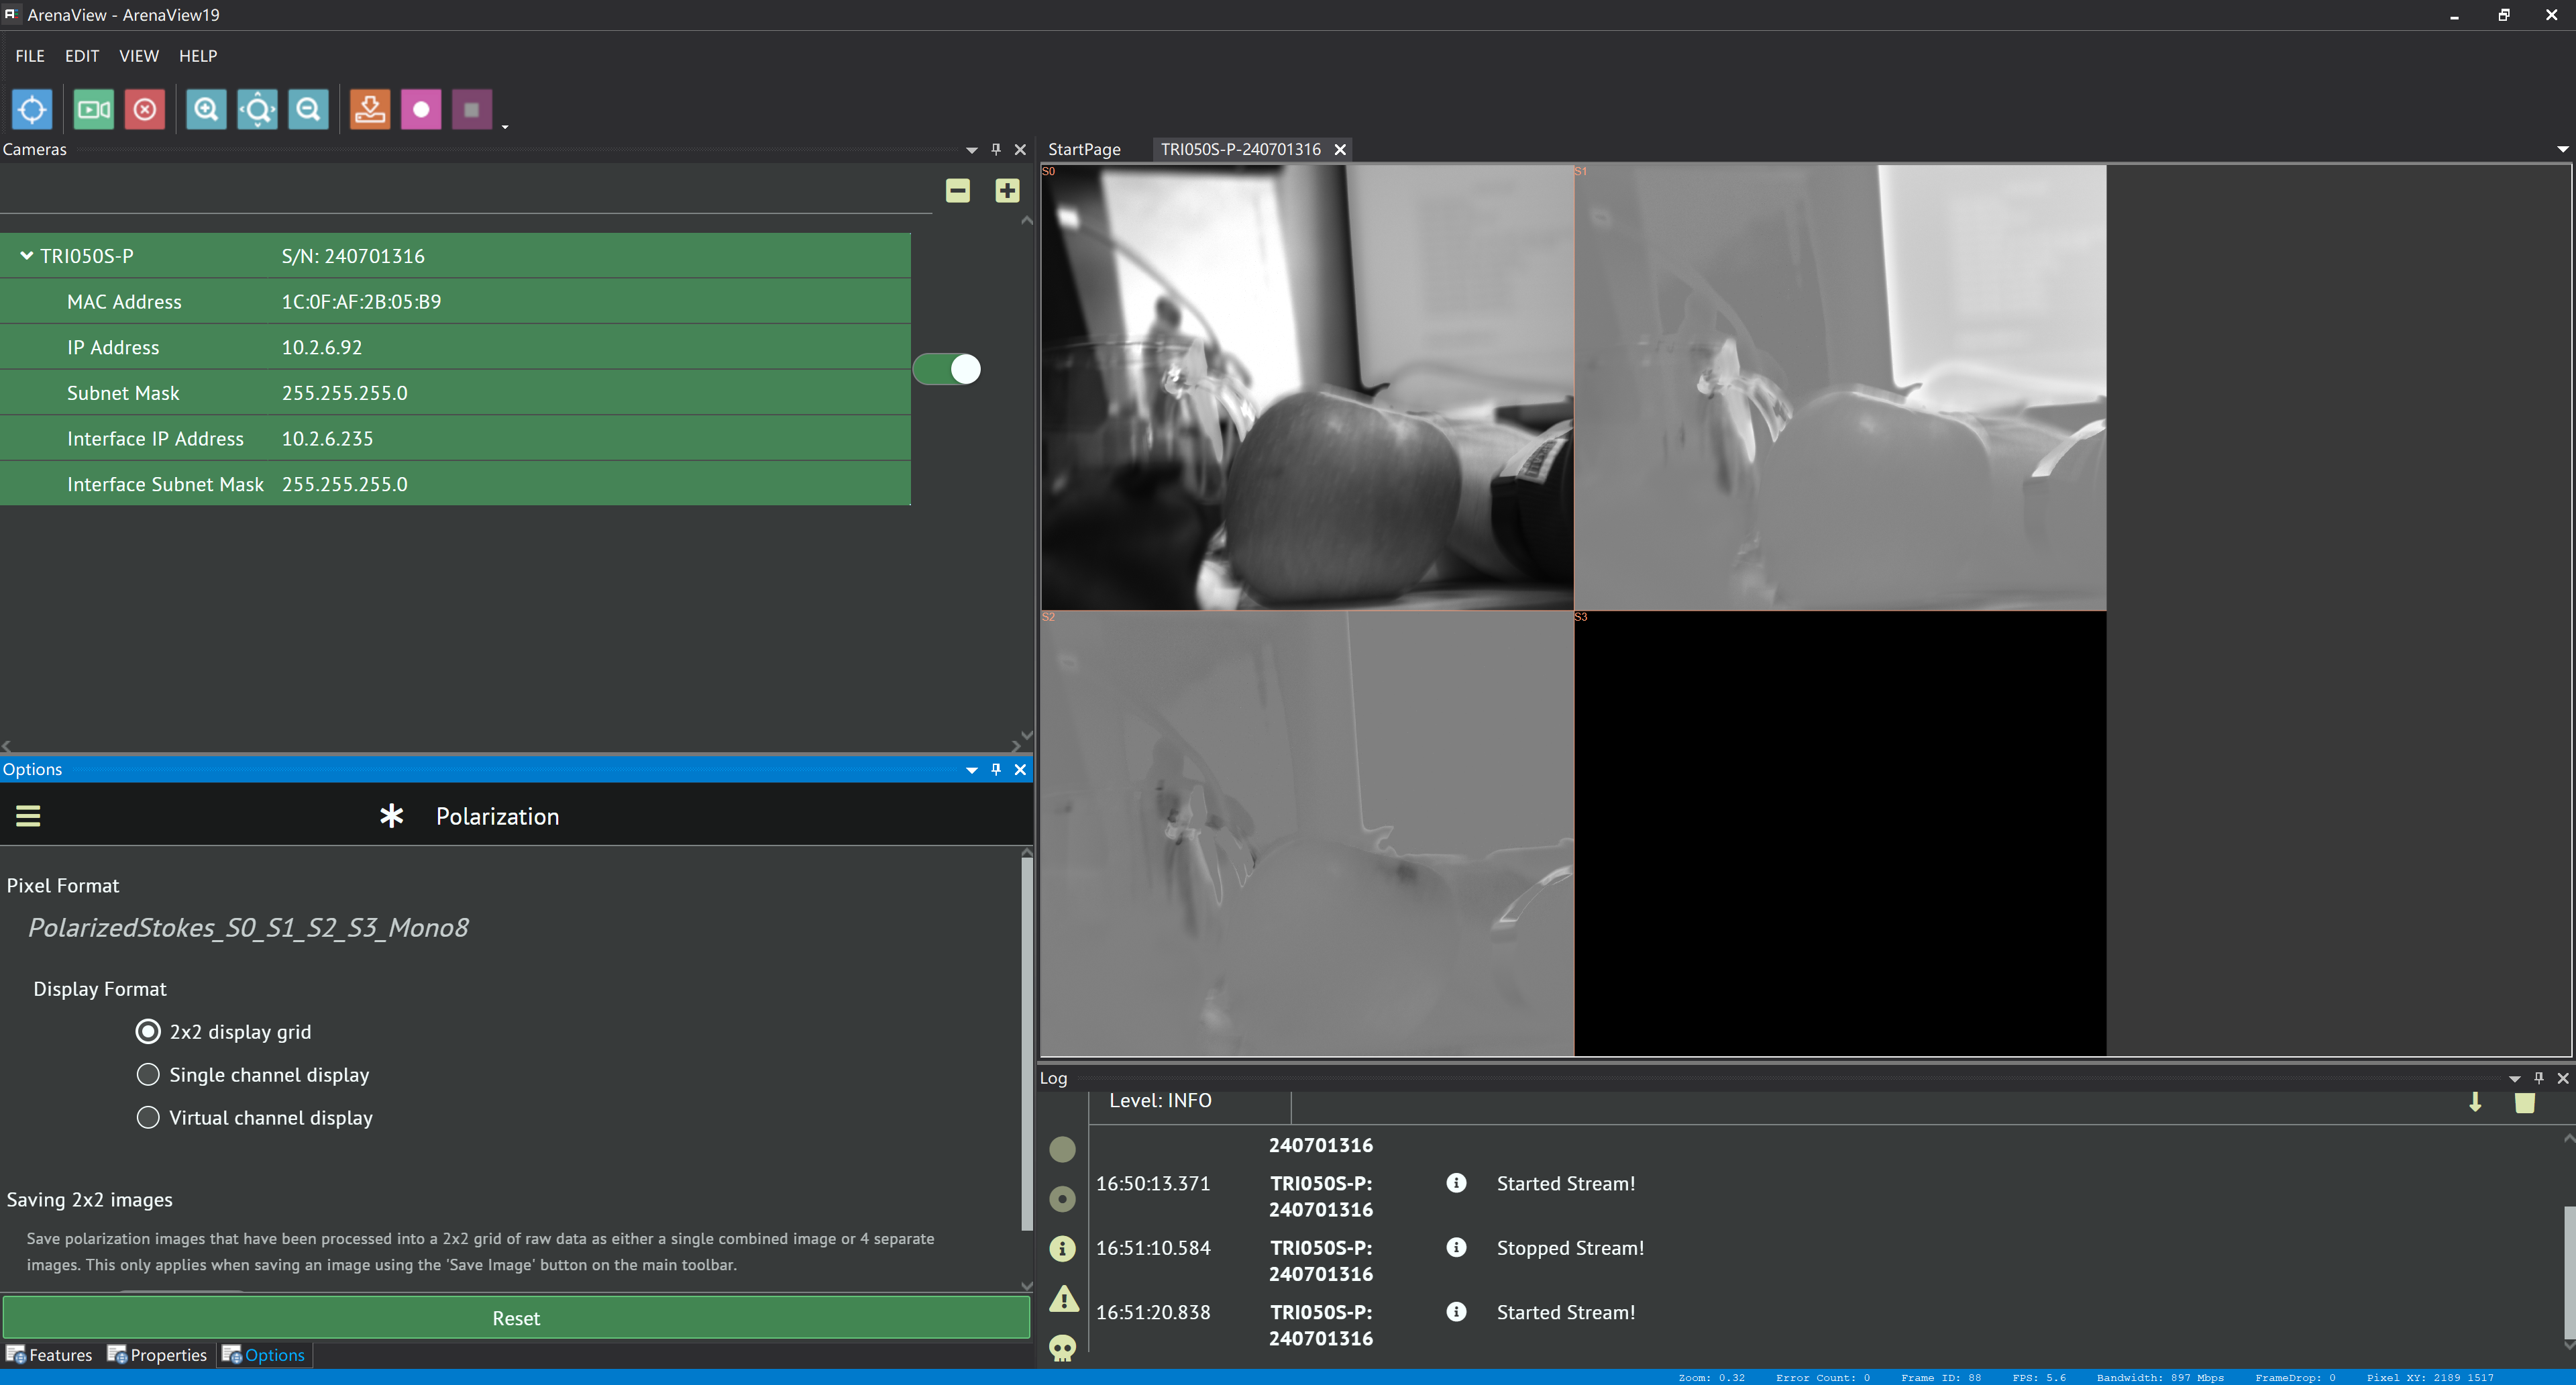 ArenaView - ArenaView19
FILE EDIT VIEW HELP
Cameras
TRI050S-P S/N: 240701316
MAC Address 1C:0F:AF:2B:05:B9
IP Address 10.2.6.92
Subnet Mask 255.255.255.0
Interface IP Address 10.2.6.235
Interface Subnet Mask 255.255.255.0
Options
Polarization
Pixel Format
PolarizedStokes_S0_S1_S2_S3_Mono8
Display Format
2x2 display grid
Single channel display
Virtual channel display
Saving 2x2 images
Save polarization images that have been processed into a 2x2 grid of raw data as either a single combined image or 4 separate
images. This only applies when saving an image using the 'Save Image' button on the main toolbar.
Reset
Features Properties Options
StartPage TRI050S-P-240701316
S0 S1
S2 S3
Log
Level: INFO
240701316
16:50:13.371 TRI050S-P: Started Stream!
240701316
16:51:10.584 TRI050S-P: Stopped Stream!
240701316
16:51:20.838 TRI050S-P: Started Stream!
240701316
Zoom: 0.32 Error Count: 0 Frame ID: 88 FPS: 5.6 Bandwidth: 897 Mbps FrameDrop: 0 Pixel XY: 2189 1517